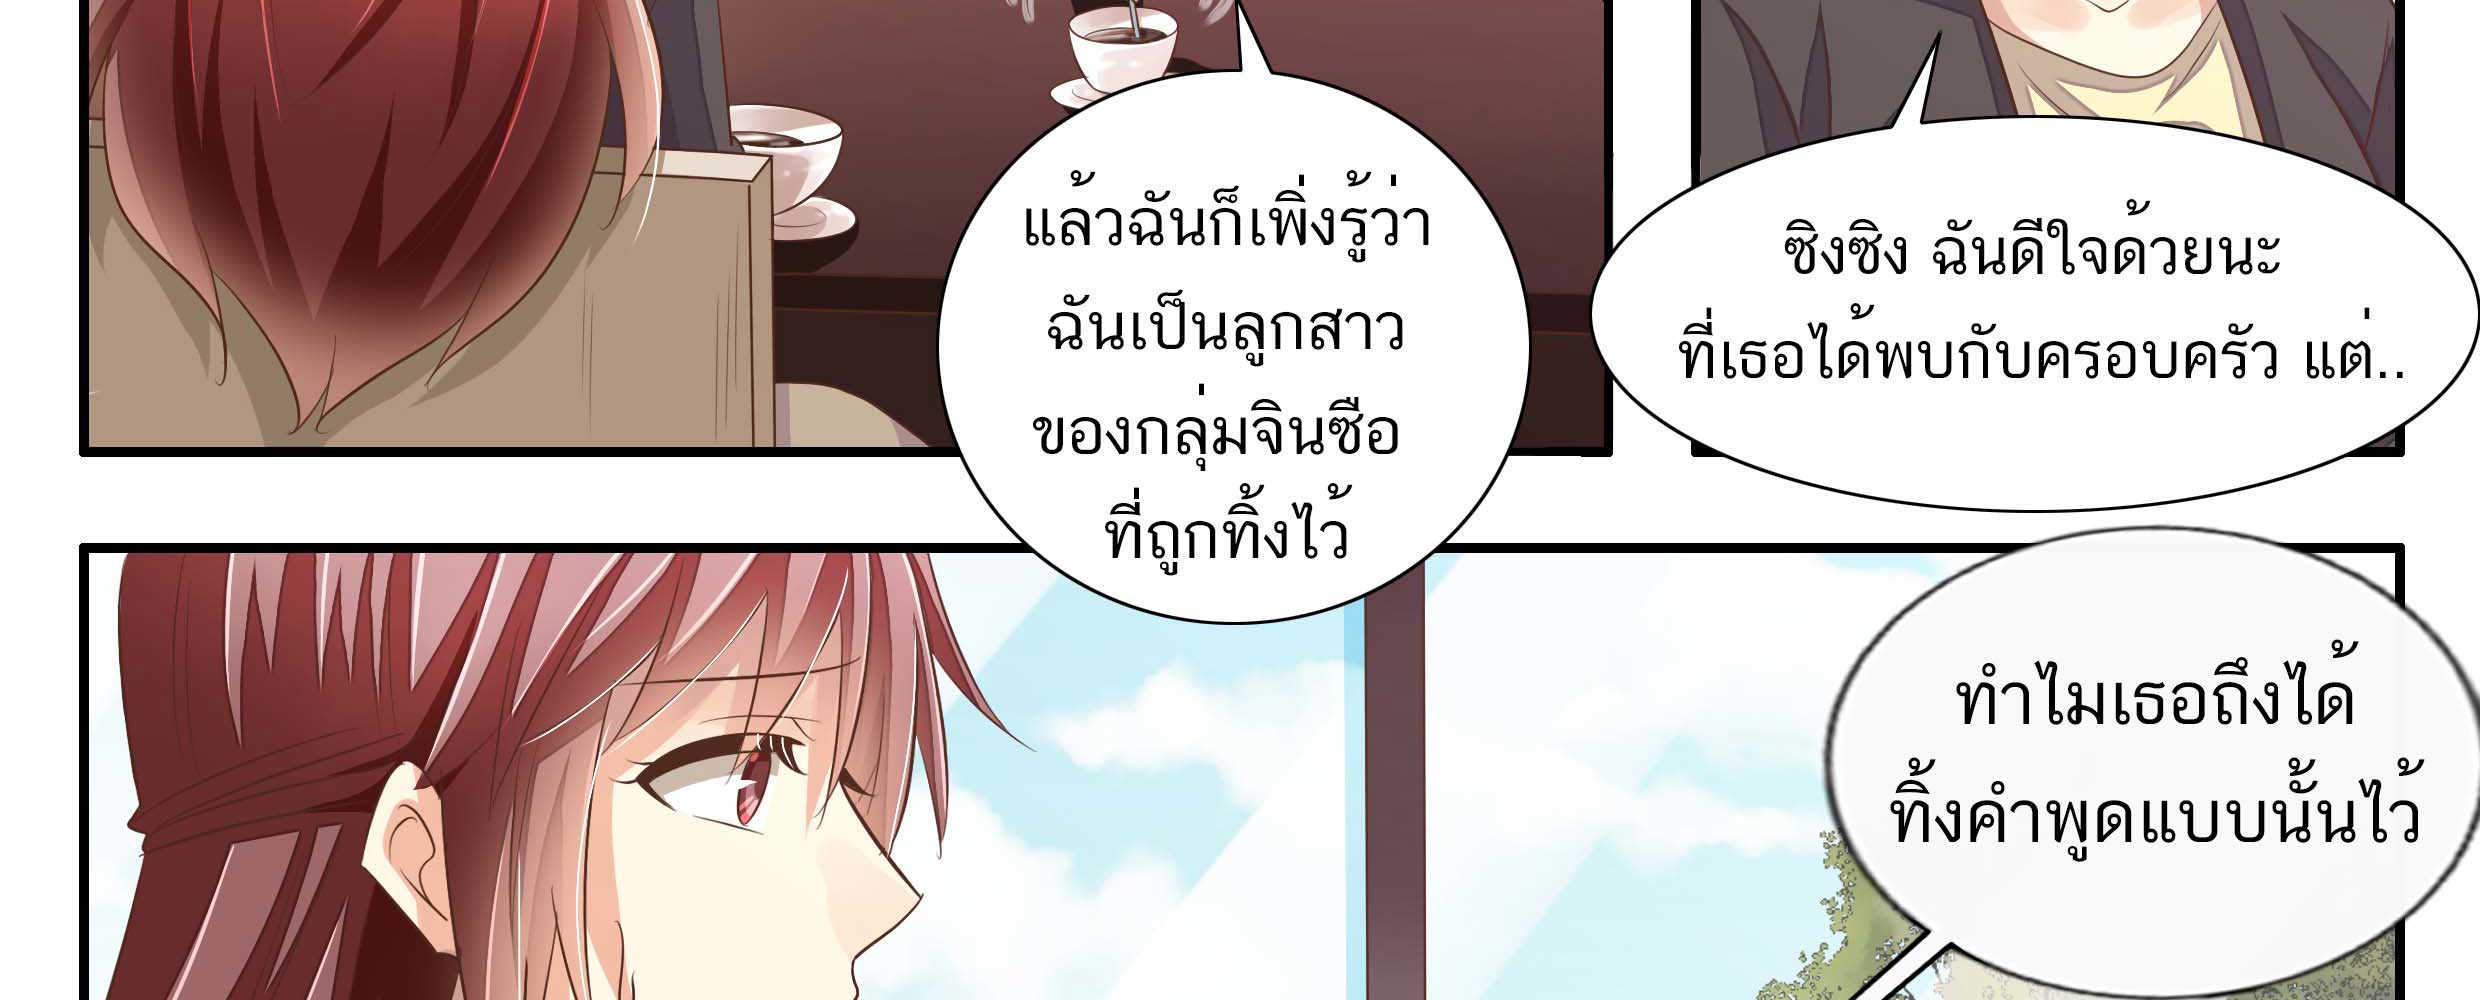 แล้วฉันก็เพิ่งรู้ว่า
ฉันเป็นลูกสาว
ของกลุ่มจินซือ
ที่ถูกทิ้งไว้
ซิงซิง ฉันดีใจด้วยนะ
ที่เธอได้พบกับครอบครัว แต่..
ทำไมเธอถึงได้
ทิ้งคำพูดแบบนั้นไว้